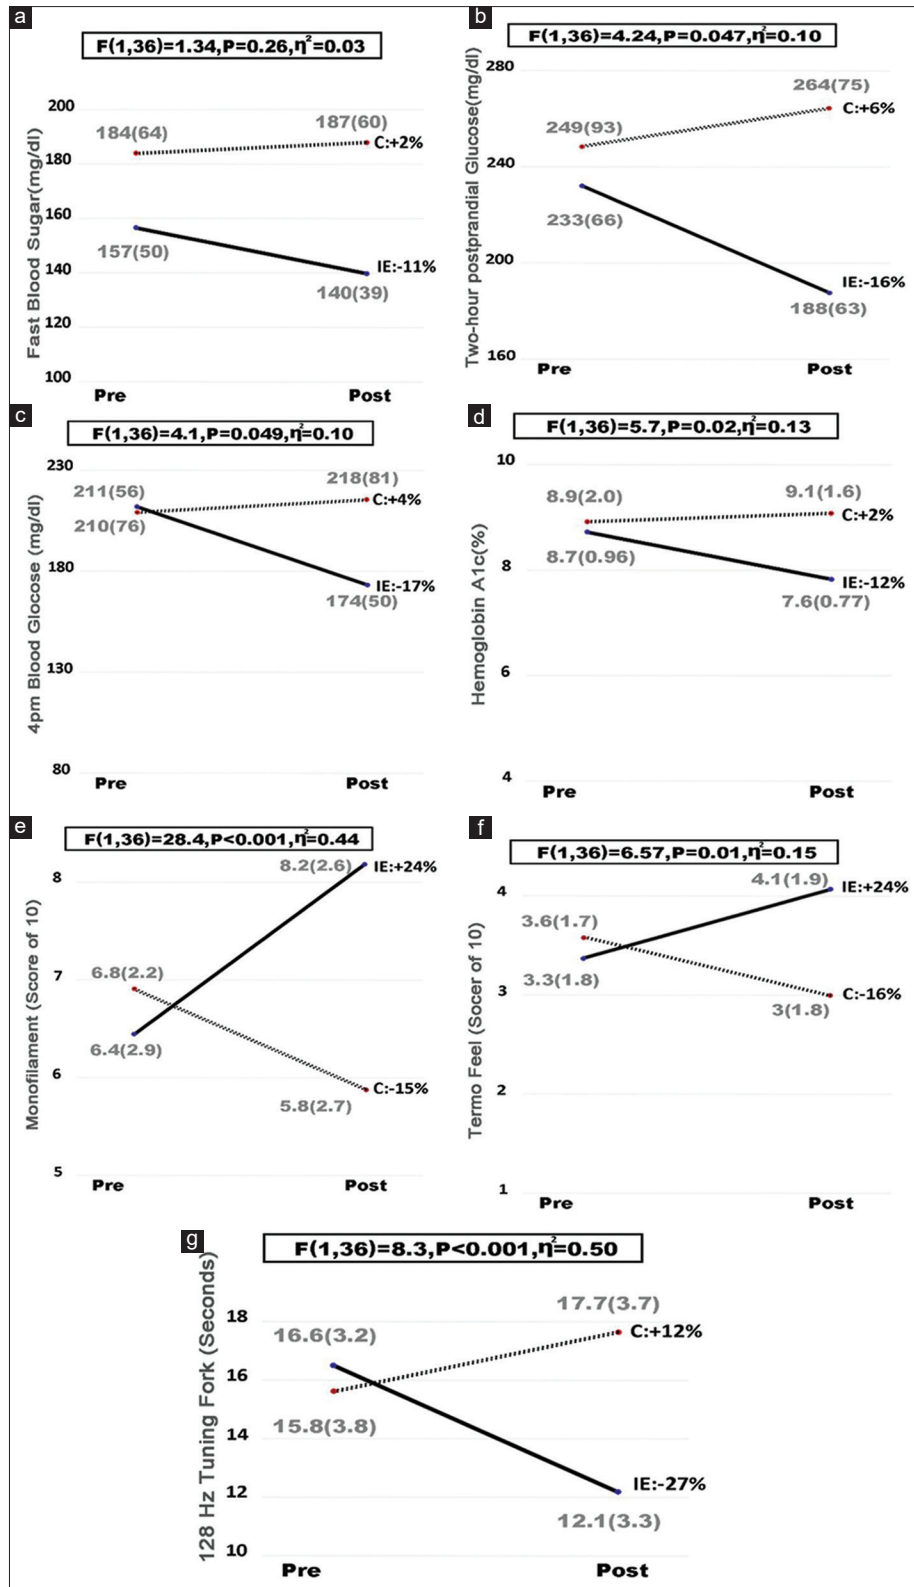 a
F(1,36)=1.34,P=0.26,η²=0.03
Fast Blood Sugar(mg/dl)
200
180
160
140
120
100
184(64)
187(60)
C:+2%
157(50)
IE:-11%
140(39)
Pre
Post
b
F(1,36)=4.24,P=0.047,η²=0.10
Two-hour postprandial Glucose(mg/dl)
280
240
200
160
264(75)
C:+6%
249(93)
233(66)
IE:-16%
188(63)
Pre
Post
c
F(1,36)=4.1,P=0.049,η²=0.10
4pm Blood Glocose (mg/dl)
230
180
130
80
211(56)
218(81)
C:+4%
210(76)
IE:-17%
174(50)
Pre
Post
d
F(1,36)=5.7,P=0.02,η²=0.13
Hemoglobin A1c(%)
10
8
6
4
8.9(2.0)
9.1(1.6)
C:+2%
8.7(0.96)
IE:-12%
7.6(0.77)
Pre
Post
e
F(1,36)=28.4,P<0.001,η²=0.44
Monofilament (Score of 10)
8
7
6
5
8.2(2.6)
IE:+24%
6.8(2.2)
6.4(2.9)
C:-15%
5.8(2.7)
Pre
Post
f
F(1,36)=6.57,P=0.01,η²=0.15
Termo Feel (Socer of 10)
4
3
2
1
4.1(1.9)
IE:+24%
3.6(1.7)
3.3(1.8)
C:-16%
3(1.8)
Pre
Post
g
F(1,36)=8.3,P<0.001,η²=0.50
128 Hz Tuning Fork (Seconds)
18
16
14
12
10
17.7(3.7)
C:+12%
16.6(3.2)
15.8(3.8)
IE:-27%
12.1(3.3)
Pre
Post